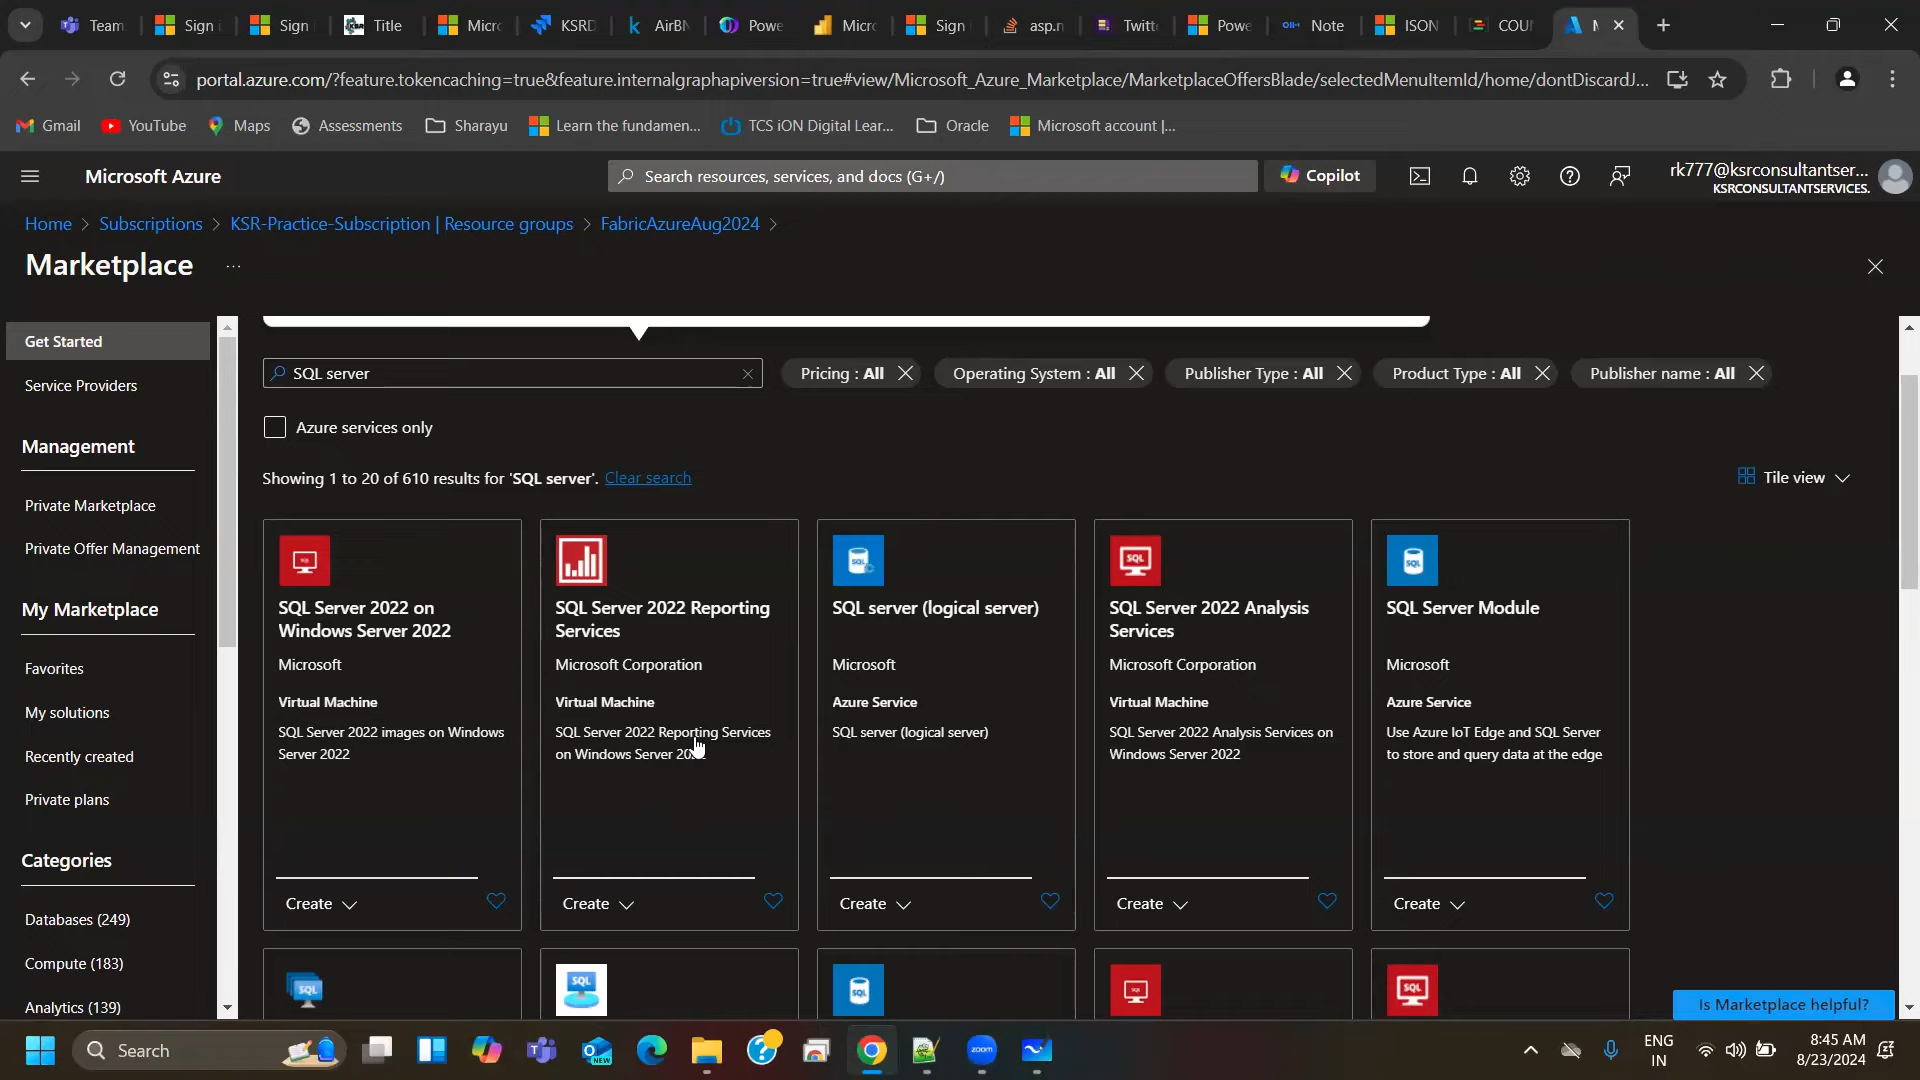 Team
Sign i
Sign
Title
Micro
KSRD
AirBN
Powe
Micro
Sign
asp.n
Twitt
Powe
Note
ISON
COU
portal.azure.com/?feature.tokencaching=true&feature.internalgraphapiversion=true#view/Microsoft_Azure_Marketplace/MarketplaceOffersBlade/selectedMenuItemId/home/dontDiscardJ...
Gmail
YouTube
Maps
Assessments
Sharayu
Learn the fundamen...
TCS iON Digital Lear...
Oracle
Microsoft account |...
Microsoft Azure
Search resources, services, and docs (G+/)
Copilot
rk777@ksrconsultantser...
KSRCONSULTANTSERVICES.
Home > Subscriptions > KSR-Practice-Subscription | Resource groups > FabricAzureAug2024 >
Marketplace ...
Get Started
Service Providers
Management
Private Marketplace
Private Offer Management
My Marketplace
Favorites
My solutions
Recently created
Private plans
Categories
Databases (249)
Compute (183)
Analytics (139)
SQL server
Pricing : All
Operating System : All
Publisher Type : All
Product Type : All
Publisher name : All
Azure services only
Showing 1 to 20 of 610 results for 'SQL server'. Clear search
Tile view
SQL Server 2022 on
Windows Server 2022
Microsoft
Virtual Machine
SQL Server 2022 images on Windows
Server 2022
Create
SQL Server 2022 Reporting
Services
Microsoft Corporation
Virtual Machine
SQL Server 2022 Reporting Services
on Windows Server
Create
SQL
SQL server (logical server)
Microsoft
Azure Service
SQL server (logical server)
Create
SQL
SQL Server 2022 Analysis
Services
Microsoft Corporation
Virtual Machine
SQL Server 2022 Analysis Services on
Windows Server 2022
Create
SQL
SQL Server Module
Microsoft
Azure Service
Use Azure IoT Edge and SQL Server
to store and query data at the edge
Create
SQL
SQL
SQL
SQL
Is Marketplace helpful?
Search
NEW
zoom
ENG
IN
8:45 AM
8/23/2024